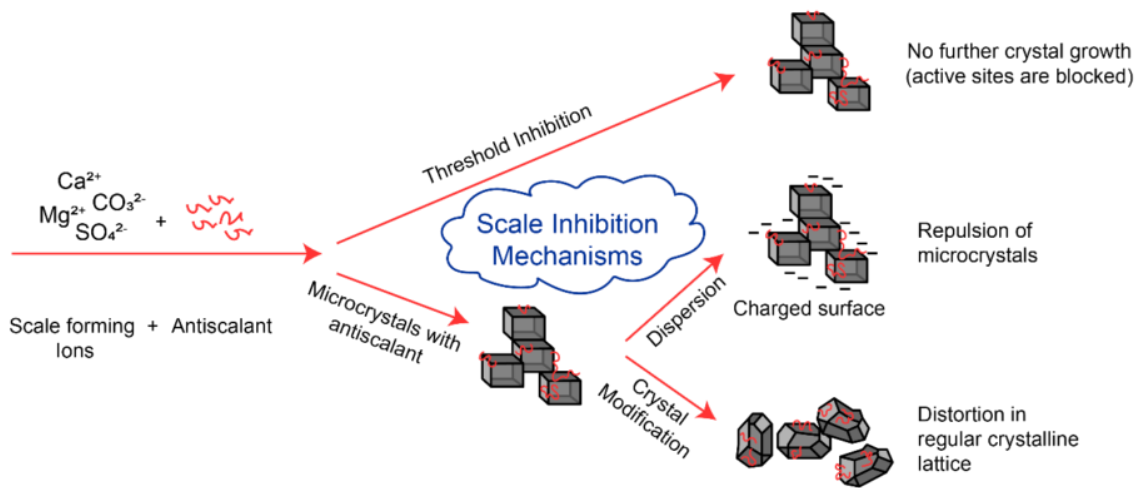 Ca²⁺
Mg²⁺ CO₃²⁻
SO₄²⁻
+
Scale forming + Antiscalant
Ions
Threshold Inhibition
Microcrystals with
antiscalant
Scale Inhibition
Mechanisms
Dispersion
Crystal
Modification
No further crystal growth
(active sites are blocked)
Charged surface
Repulsion of
microcrystals
Distortion in
regular crystalline
lattice